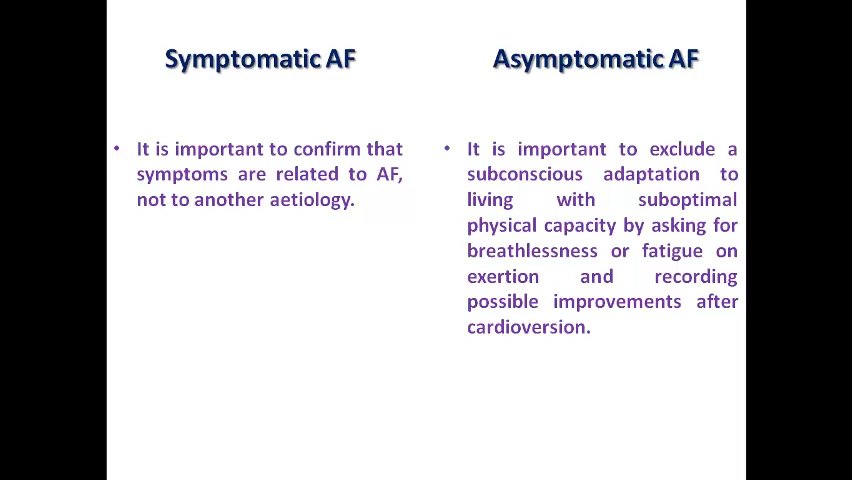 Symptomatic AF
• It is important to confirm that
symptoms are related to AF,
not to another aetiology.
Asymptomatic AF
• It is important to exclude a
subconscious adaptation to
living with suboptimal
physical capacity by asking for
breathlessness or fatigue on
exertion and recording
possible improvements after
cardioversion.